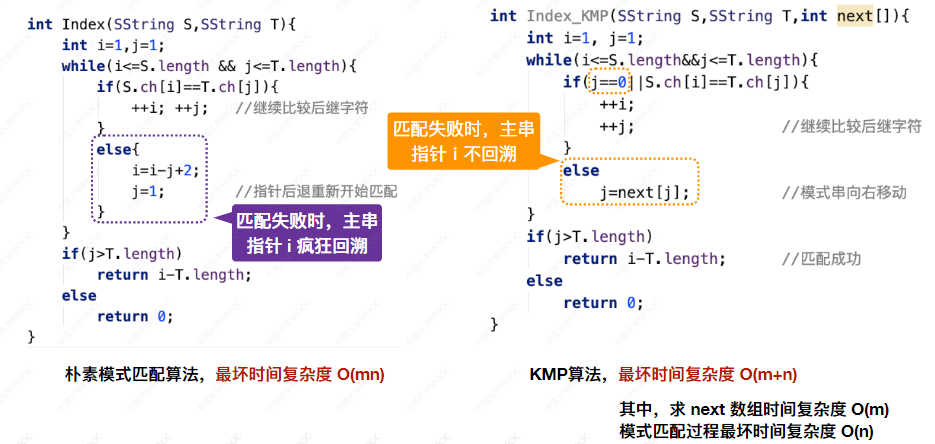 int Index(SString S,SString T){
int i=1,j=1;
while(i<=S.length && j<=T.length){
if(S.ch[i]==T.ch[j]){
++i; ++j; //继续比较后继字符
}
else{
i=i-j+2;
j=1; //指针后退重新开始匹配
}
}
if(j>T.length)
return i-T.length;
else
return 0;
}
匹配失败时，主串
指针 i 疯狂回溯
朴素模式匹配算法，最坏时间复杂度 O(mn)
int Index_KMP(SString S,SString T,int next[]){
int i=1, j=1;
while(i<=S.length&&j<=T.length){
if(j==0||S.ch[i]==T.ch[j]){
++i;
++j; //继续比较后继字符
}
else
j=next[j]; //模式串向右移动
}
if(j>T.length)
return i-T.length; //匹配成功
else
return 0;
}
匹配失败时，主串
指针 i 不回溯
KMP算法，最坏时间复杂度 O(m+n)
其中，求 next 数组时间复杂度 O(m)
模式匹配过程最坏时间复杂度 O(n)